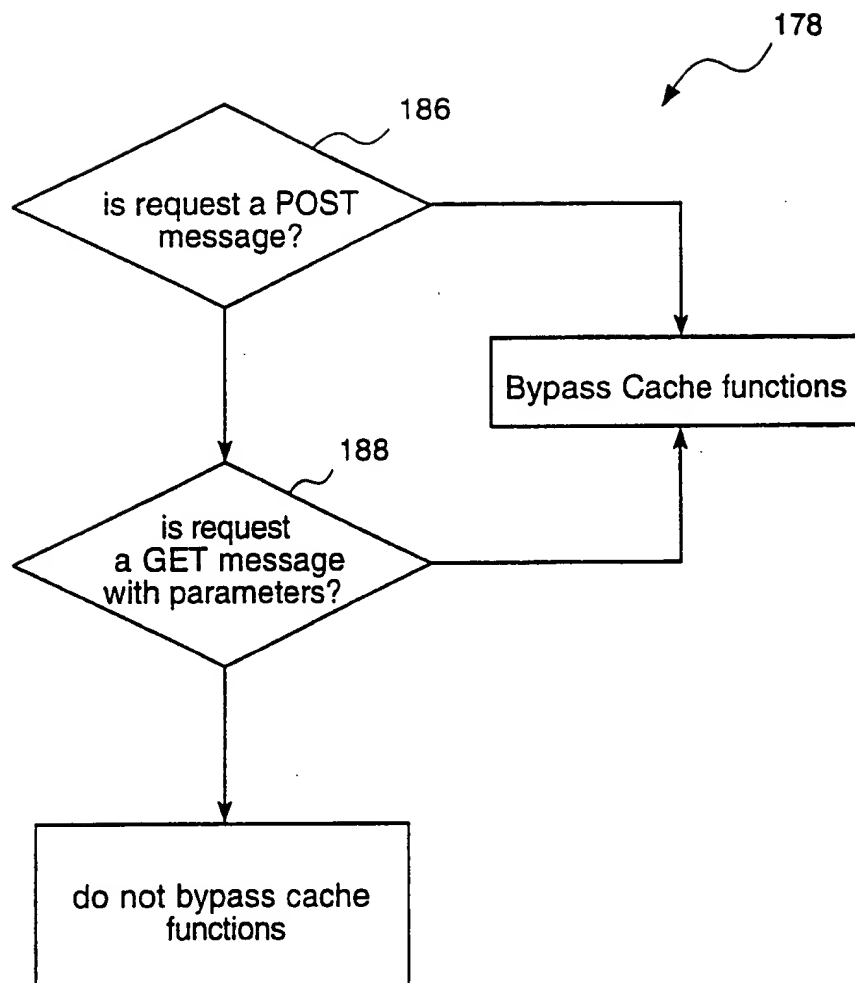 178
186
is request a POST
message?
Bypass Cache functions
188
is request
a GET message
with parameters?
do not bypass cache
functions